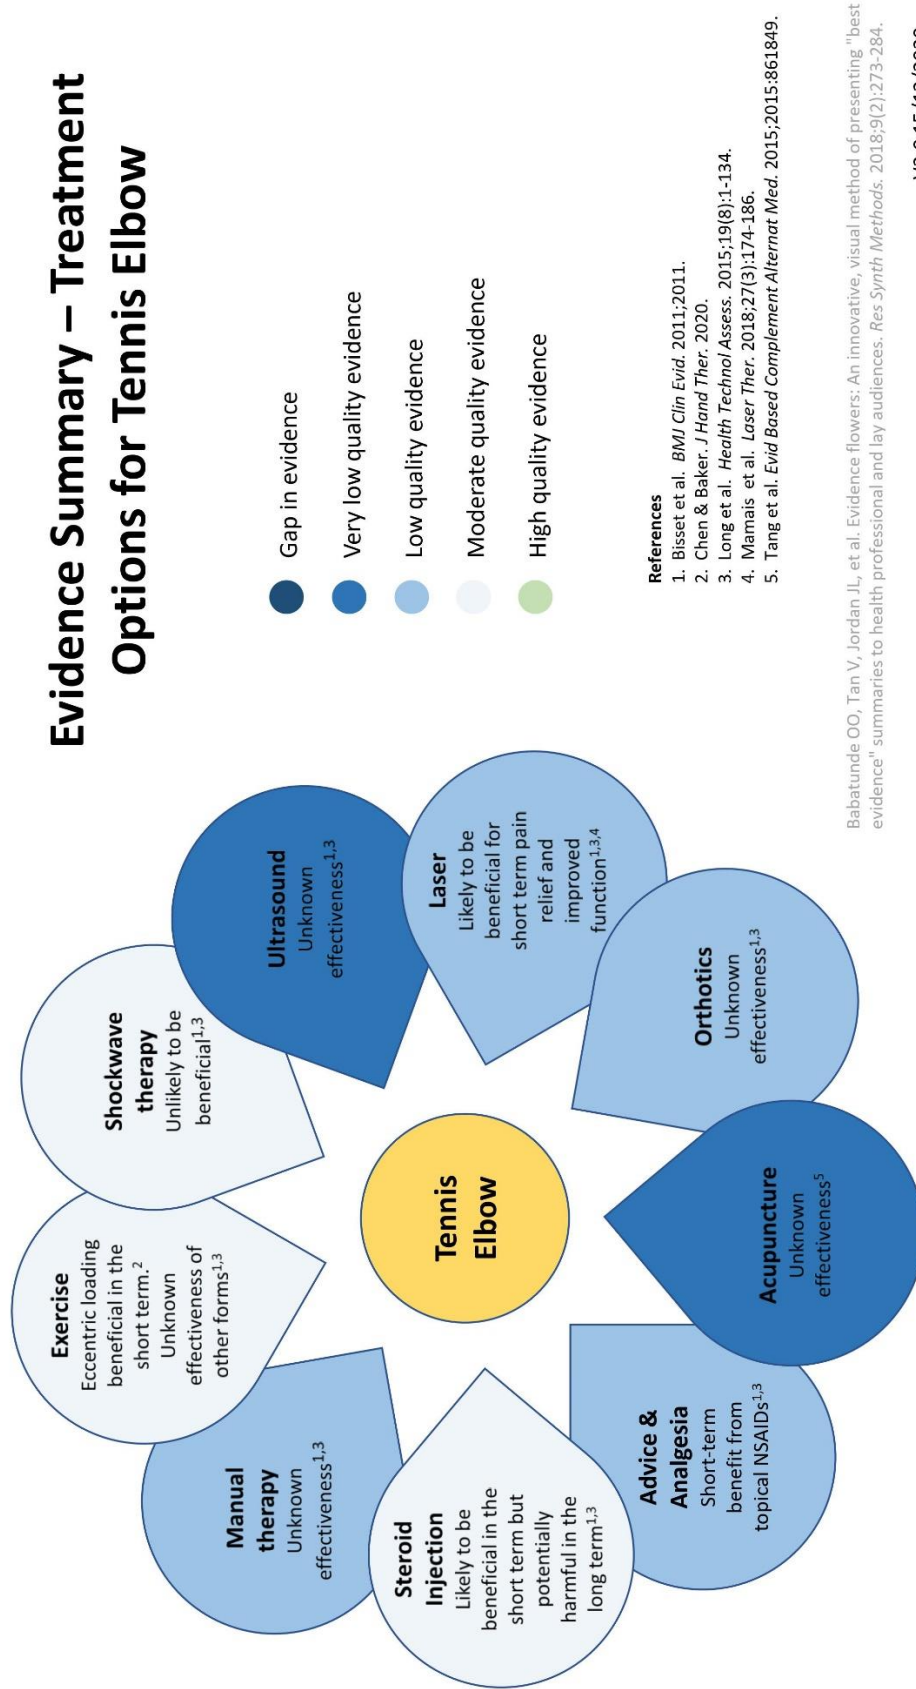 Evidence Summary – Treatment
Options for Tennis Elbow
Exercise
Eccentric loading
beneficial in the
short term.2
Unknown
effectiveness of
other forms1,3
Shockwave
therapy
Unlikely to be
beneficial1,3
Ultrasound
Unknown
effectiveness1,3
Laser
Likely to be
beneficial for
short term pain
relief and
improved
function1,3,4
Orthotics
Unknown
effectiveness1,3
Acupuncture
Unknown
effectiveness5
Advice &
Analgesia
Short-term
benefit from
topical NSAIDs1,3
Steroid
Injection
Likely to be
beneficial in the
short term but
potentially
harmful in the
long term1,3
Manual
therapy
Unknown
effectiveness1,3
Tennis
Elbow
Gap in evidence
Very low quality evidence
Low quality evidence
Moderate quality evidence
High quality evidence
References
1. Bisset et al. BMJ Clin Evid. 2011;2011.
2. Chen & Baker. J Hand Ther. 2020.
3. Long et al. Health Technol Assess. 2015;19(8):1-134.
4. Mamais et al. Laser Ther. 2018;27(3):174-186.
5. Tang et al. Evid Based Complement Alternat Med. 2015;2015:861849.
Babatunde OO, Tan V, Jordan JL, et al. Evidence flowers: An innovative, visual method of presenting "best
evidence" summaries to health professional and lay audiences. Res Synth Methods. 2018;9(2):273-284.